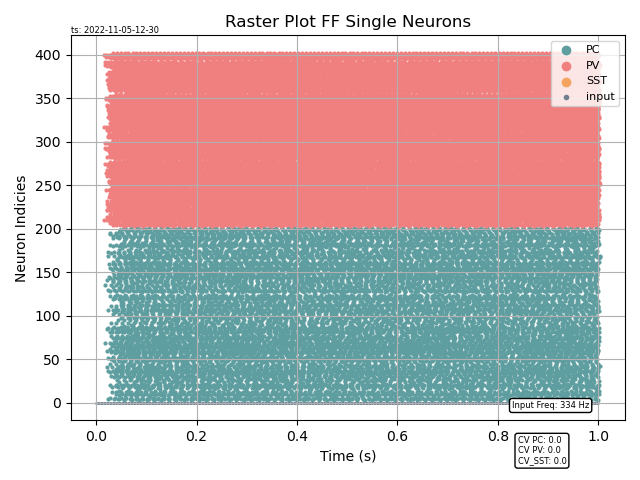 Raster Plot FF Single Neurons
ts: 2022-11-05-12-30
PC
PV
SST
input
400
350
300
250
200
150
100
50
0
Neuron Indicies
Input Freq: 334 Hz
0.0 0.2 0.4 0.6 0.8 1.0
Time (s)
CV PC: 0.0
CV PV: 0.0
CV_SST: 0.0